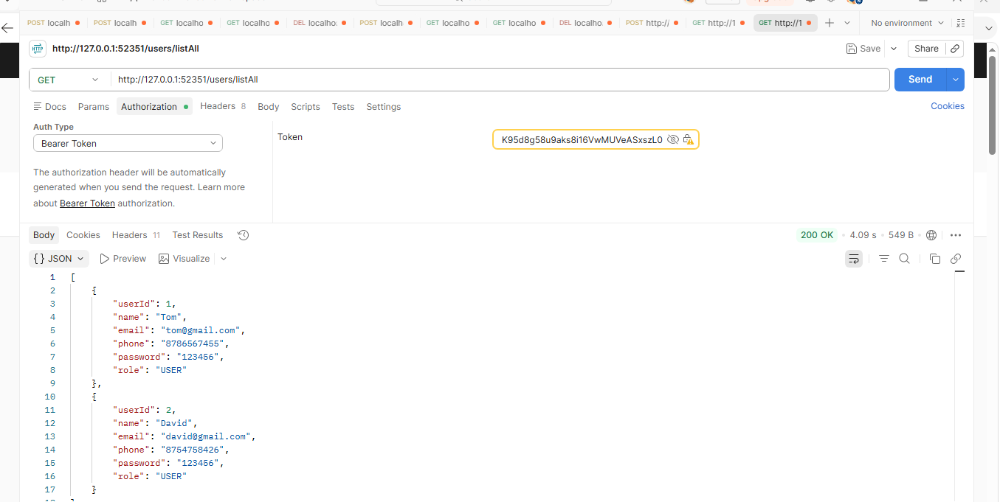 POST localh POST localh GET localho GET localho DEL localho. POST localh GET localho GET localho DEL localho. POST http:// GET http://1 GET http://1 No environment
HTTP http://127.0.0.1:52351/users/listAll Save Share
GET http://127.0.0.1:52351/users/listAll Send
Docs Params Authorization Headers 8 Body Scripts Tests Settings Cookies
Auth Type
Bearer Token
Token K95d8g58u9aks8i16VwMUVeASxszL0
The authorization header will be automatically
generated when you send the request. Learn more
about Bearer Token authorization.
Body Cookies Headers 11 Test Results 200 OK 4.09 s 549 B
{} JSON Preview Visualize
1 [
2 {
3 "userId": 1,
4 "name": "Tom",
5 "email": "tom@gmail.com",
6 "phone": "8786567455",
7 "password": "123456",
8 "role": "USER"
9 },
10 {
11 "userId": 2,
12 "name": "David",
13 "email": "david@gmail.com",
14 "phone": "8754758426",
15 "password": "123456",
16 "role": "USER"
17 }